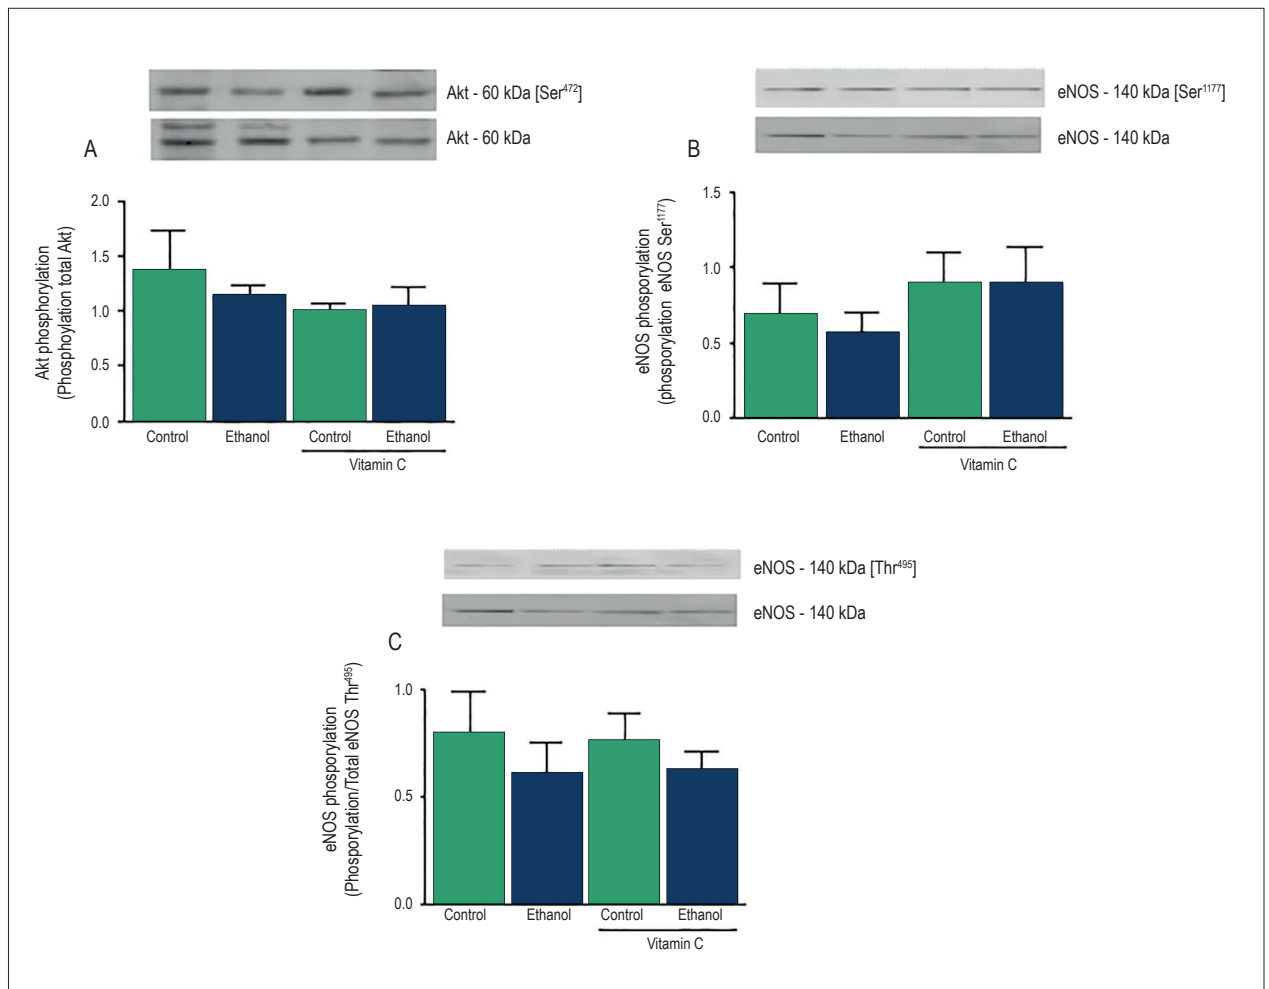 Akt - 60 kDa [Ser472]
Akt - 60 kDa
A
Akt phosphorylation
(Phosphoylation total Akt)
2.0
1.5
1.0
0.5
0.0
Control Ethanol Control Ethanol
Vitamin C
eNOS - 140 kDa [Ser1177]
eNOS - 140 kDa
B
eNOS phosporylation
(phosporylation eNOS Ser1177)
1.5
1.0
0.5
0.0
Control Ethanol Control Ethanol
Vitamin C
eNOS - 140 kDa [Thr495]
eNOS - 140 kDa
C
eNOS phosporylation
(Phosporylation/Total eNOS Thr495)
1.0
0.5
0.0
Control Ethanol Control Ethanol
Vitamin C